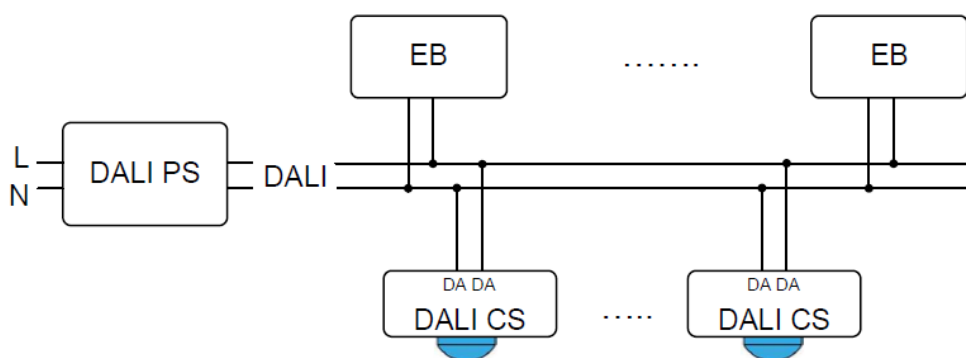 EB
.......
EB
L
N
DALI PS
DALI
DA DA
DALI CS
.....
DA DA
DALI CS